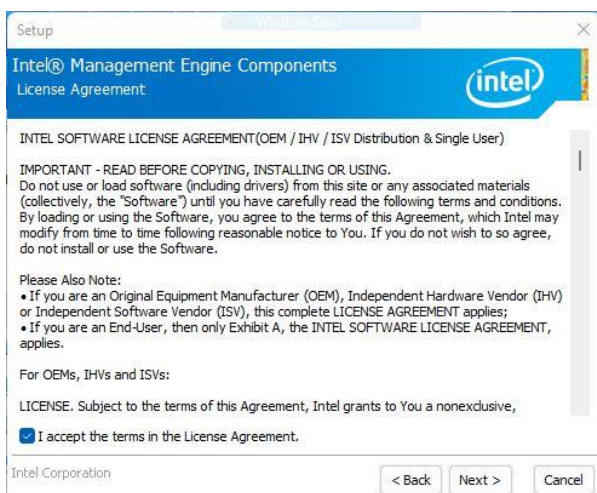 Window Snip
Setup
Intel® Management Engine Components
License Agreement
intel
INTEL SOFTWARE LICENSE AGREEMENT(OEM / IHV / ISV Distribution & Single User)
IMPORTANT - READ BEFORE COPYING, INSTALLING OR USING.
Do not use or load software (including drivers) from this site or any associated materials
(collectively, the "Software") until you have carefully read the following terms and conditions.
By loading or using the Software, you agree to the terms of this Agreement, which Intel may
modify from time to time following reasonable notice to You. If you do not wish to so agree,
do not install or use the Software.
Please Also Note:
• If you are an Original Equipment Manufacturer (OEM), Independent Hardware Vendor (IHV)
or Independent Software Vendor (ISV), this complete LICENSE AGREEMENT applies;
• If you are an End-User, then only Exhibit A, the INTEL SOFTWARE LICENSE AGREEMENT,
applies.
For OEMs, IHVs and ISVs:
LICENSE. Subject to the terms of this Agreement, Intel grants to You a nonexclusive,
I accept the terms in the License Agreement.
Intel Corporation
< Back Next > Cancel